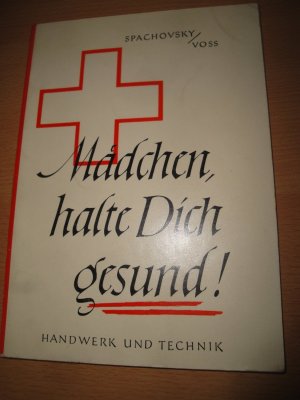 SPACHOVSKY/VOSS
Mädchen,
halte Dich
gesund!
HANDWERK UND TECHNIK